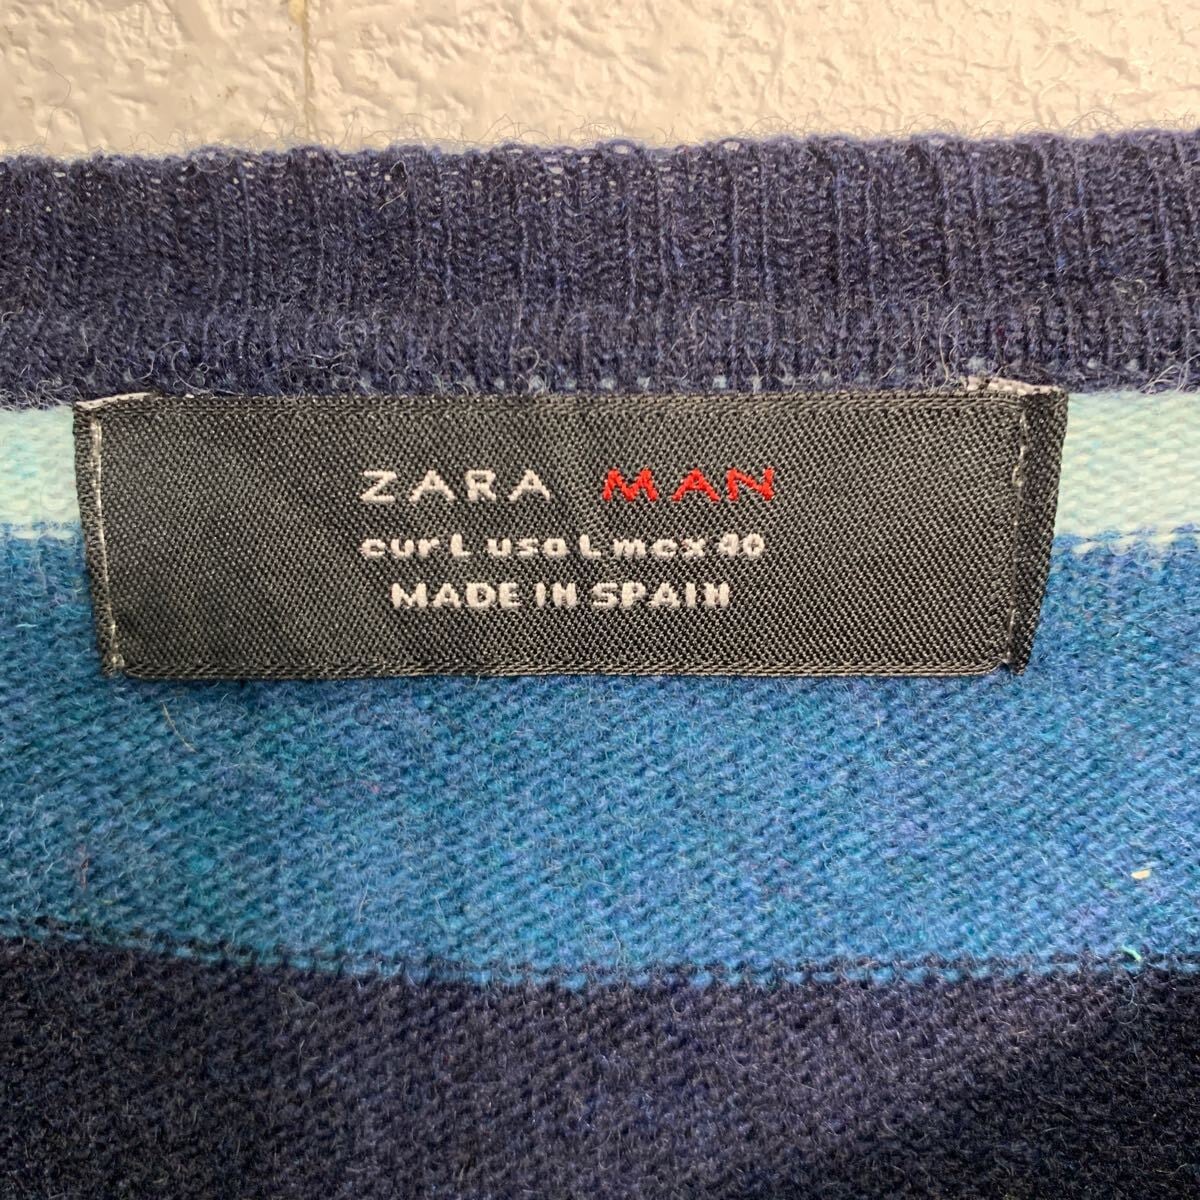 ZARA MAN
eur L usa L mex 40
MADE IN SPAIN